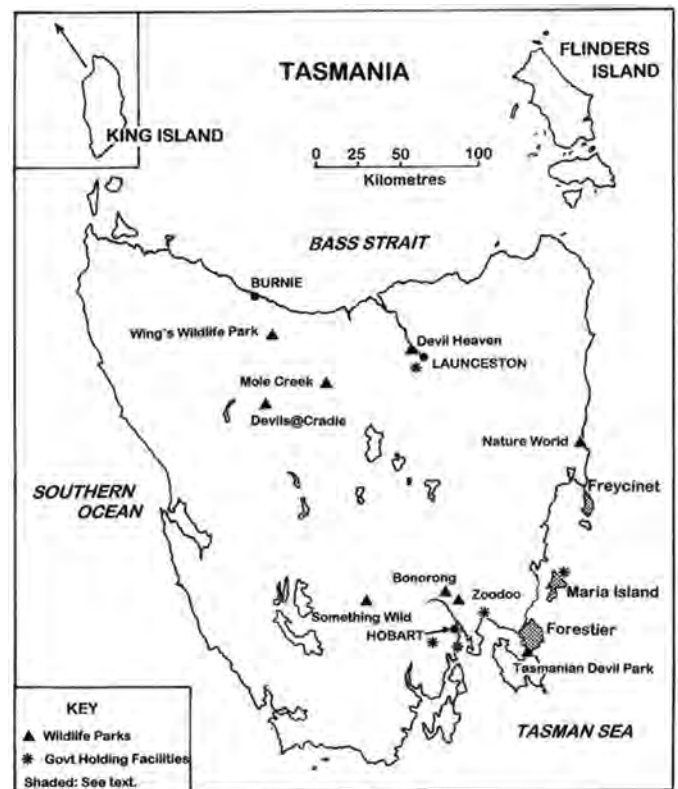 TASMANIA
FLINDERS
ISLAND
KING ISLAND
0 25 60 100
Kilometres
BASS STRAIT
BURNIE
Wing's Wildlife Park
Devil Heaven
LAUNCESTON
Mole Creek
Devils@Cradle
Nature World
SOUTHERN
OCEAN
Freycinet
Bonorong
Zoodoo
Maria Island
Something Wild
HOBART
Forestier
Tasmanian Devil Park
TASMAN SEA
KEY
Wildlife Parks
Govt Holding Facilities
Shaded: See text.